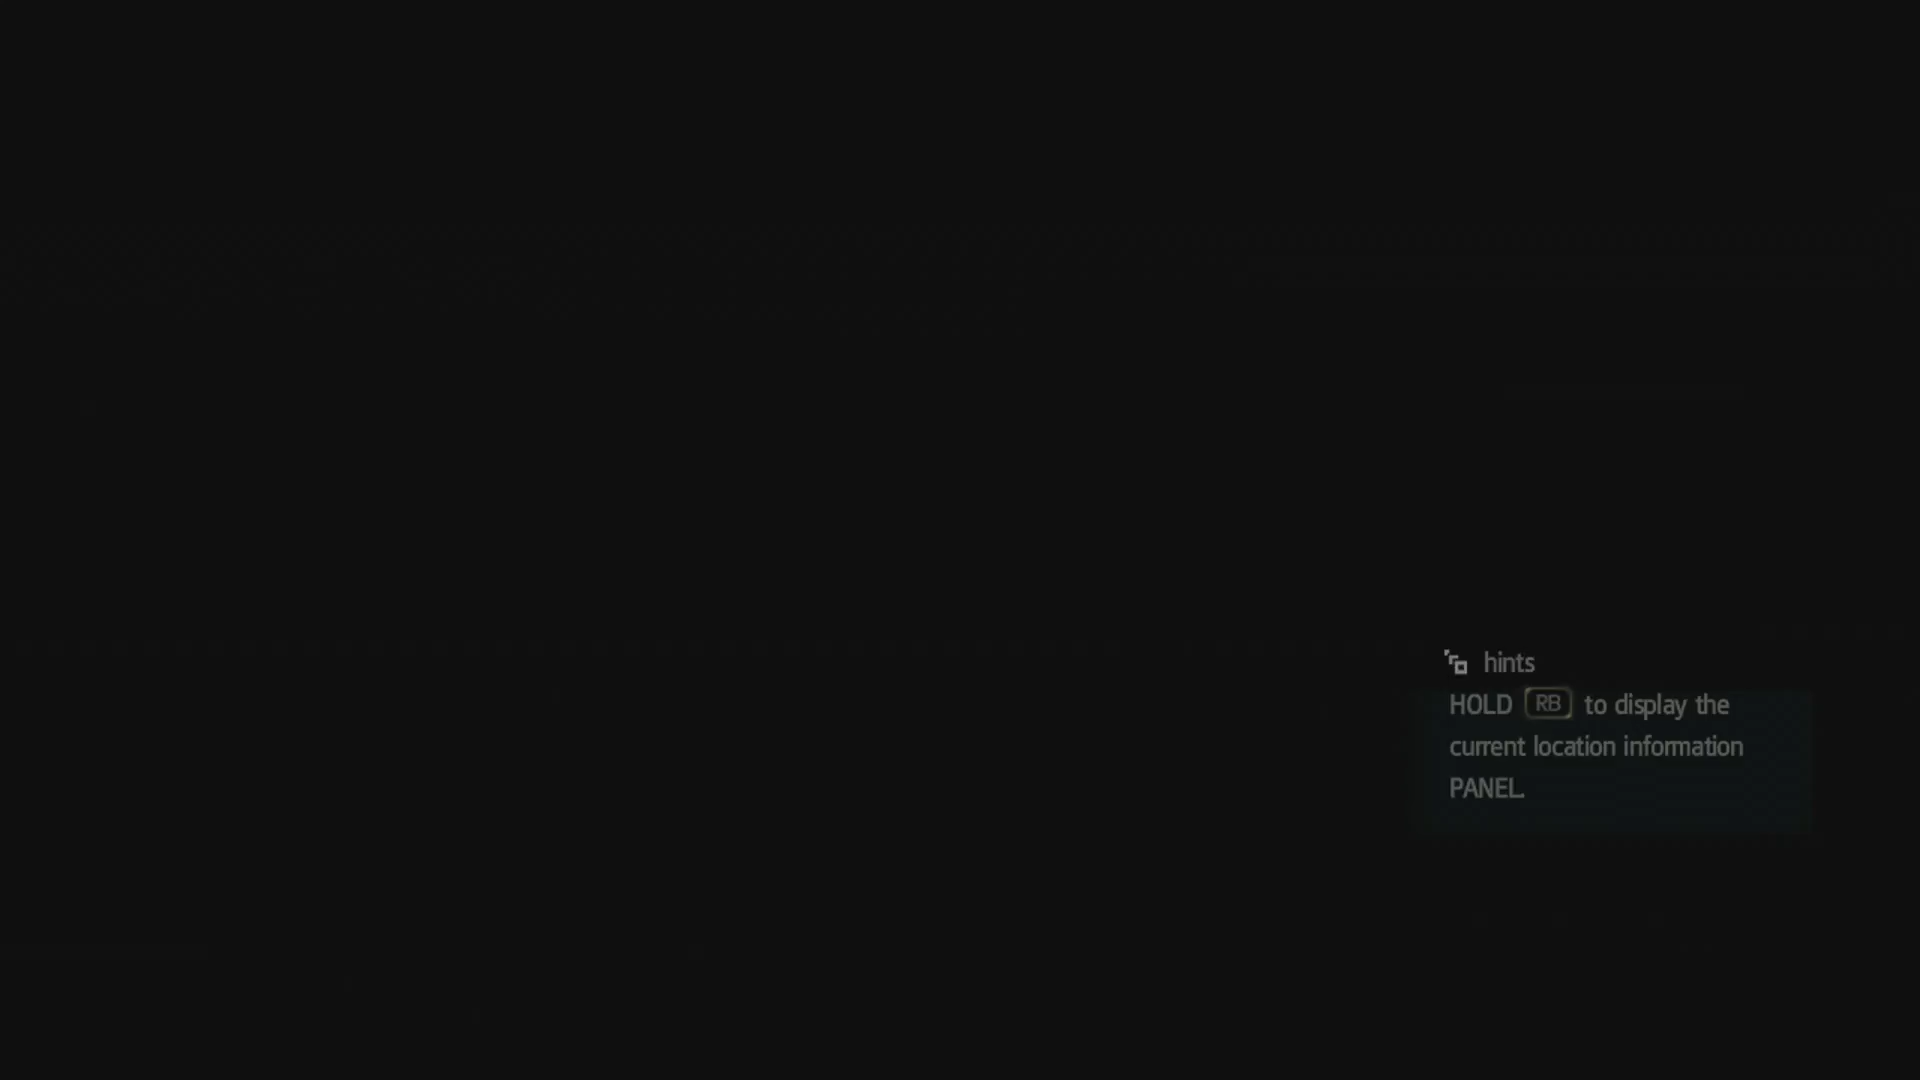 hints
HOLD RB to display the
current location information
PANEL.